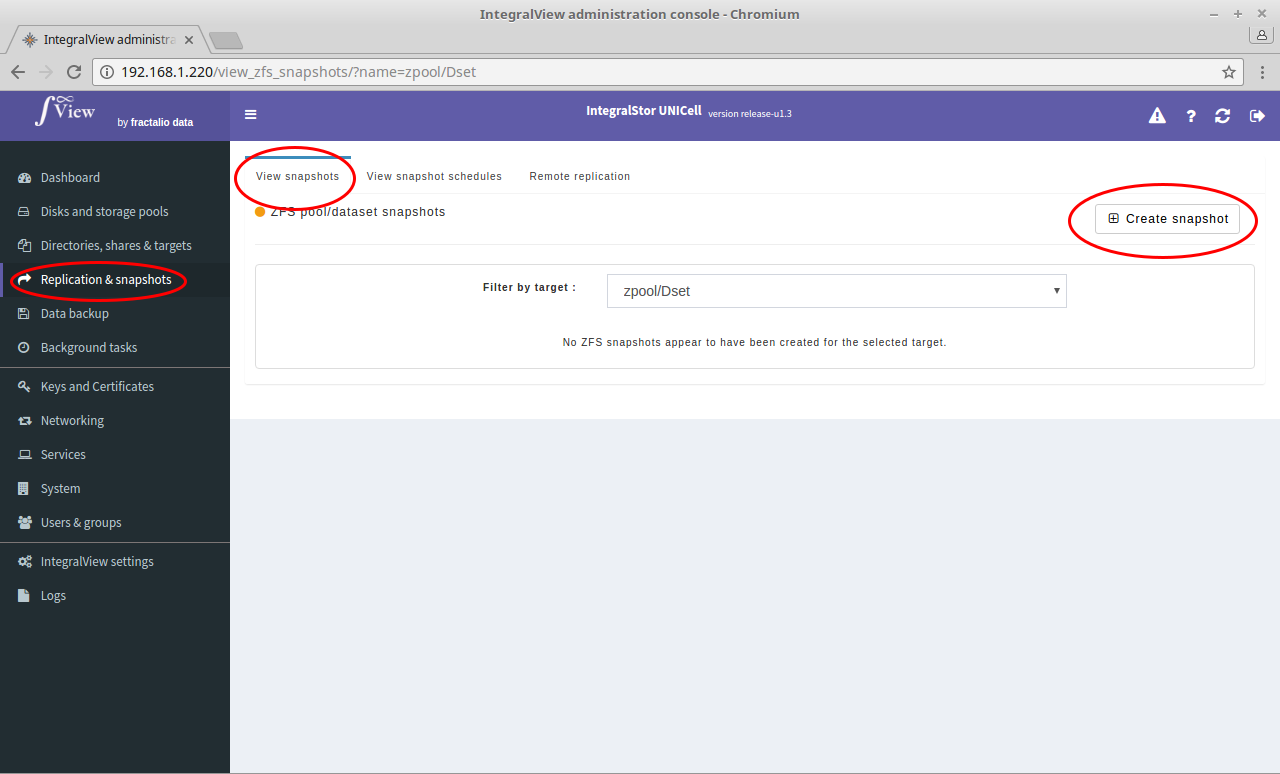 IntegralView administration console - Chromium
IntegralView administra
192.168.1.220/view_zfs_snapshots/?name=zpool/Dset
View by fractalio data
IntegralStor UNICell version release-u1.3
Dashboard
Disks and storage pools
Directories, shares & targets
Replication & snapshots
Data backup
Background tasks
Keys and Certificates
Networking
Services
System
Users & groups
IntegralView settings
Logs
View snapshots View snapshot schedules Remote replication
ZFS pool/dataset snapshots
Create snapshot
Filter by target :
zpool/Dset
No ZFS snapshots appear to have been created for the selected target.